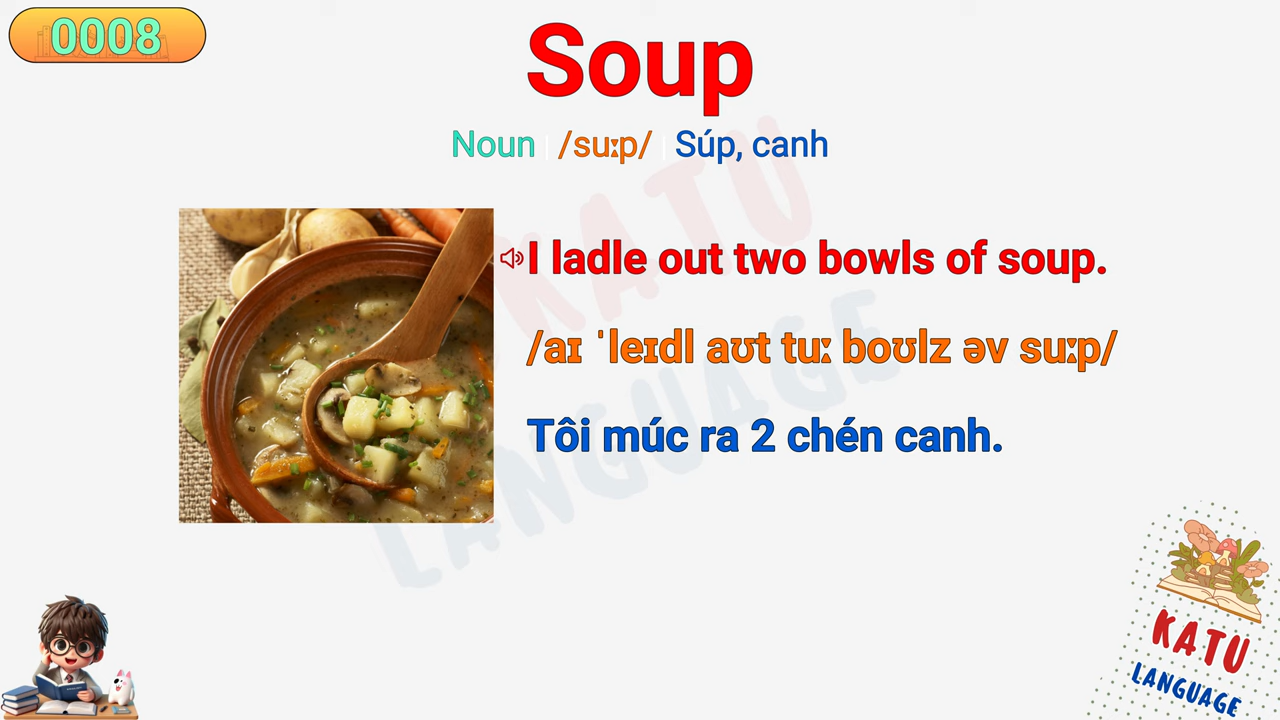 0008
Soup
Noun | /suːp/ | Súp, canh
I ladle out two bowls of soup.
/aɪ ˈleɪdl aʊt tuː boʊlz əv suːp/
Tôi múc ra 2 chén canh.
KATU
LANGUAGE
KATU
LANGUAGE